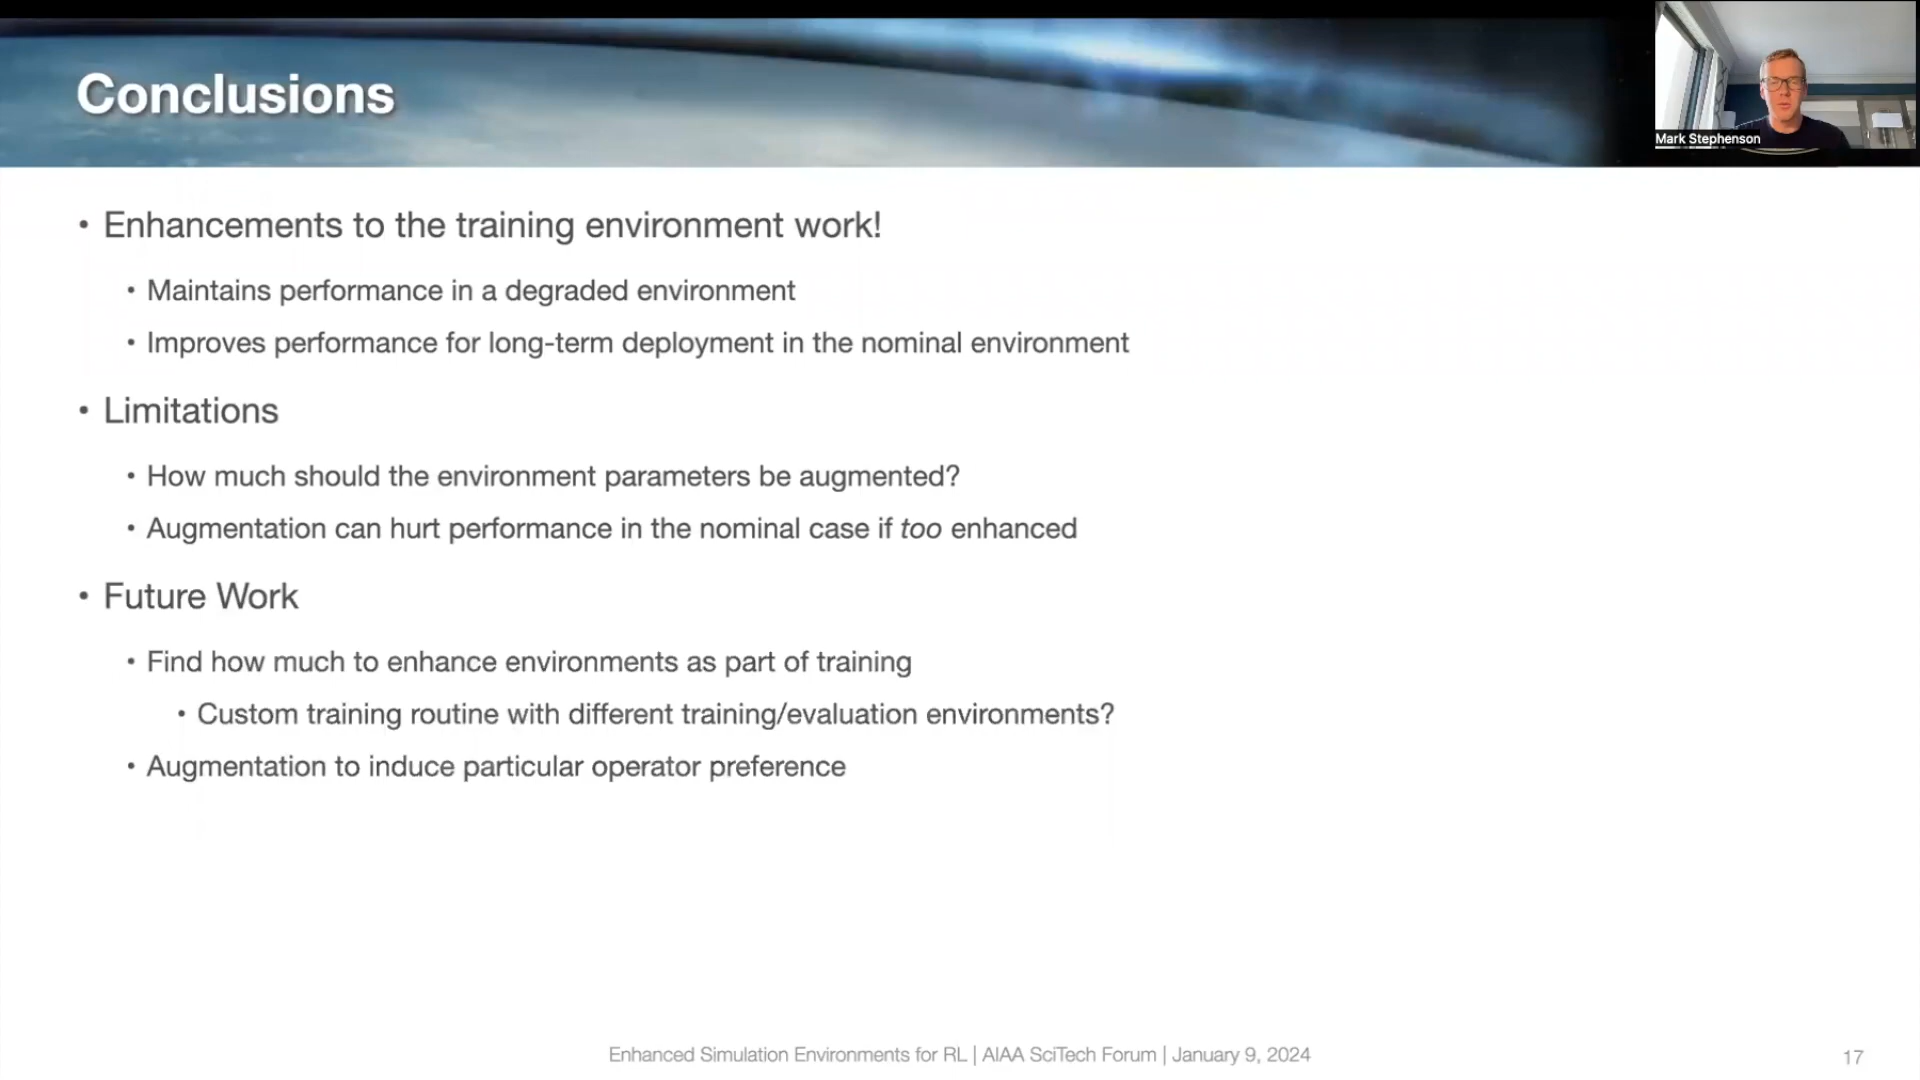 Conclusions
Mark Stephenson
• Enhancements to the training environment work!
• Maintains performance in a degraded environment
• Improves performance for long-term deployment in the nominal environment
• Limitations
• How much should the environment parameters be augmented?
• Augmentation can hurt performance in the nominal case if too enhanced
• Future Work
• Find how much to enhance environments as part of training
• Custom training routine with different training/evaluation environments?
• Augmentation to induce particular operator preference
Enhanced Simulation Environments for RL | AIAA SciTech Forum | January 9, 2024
17